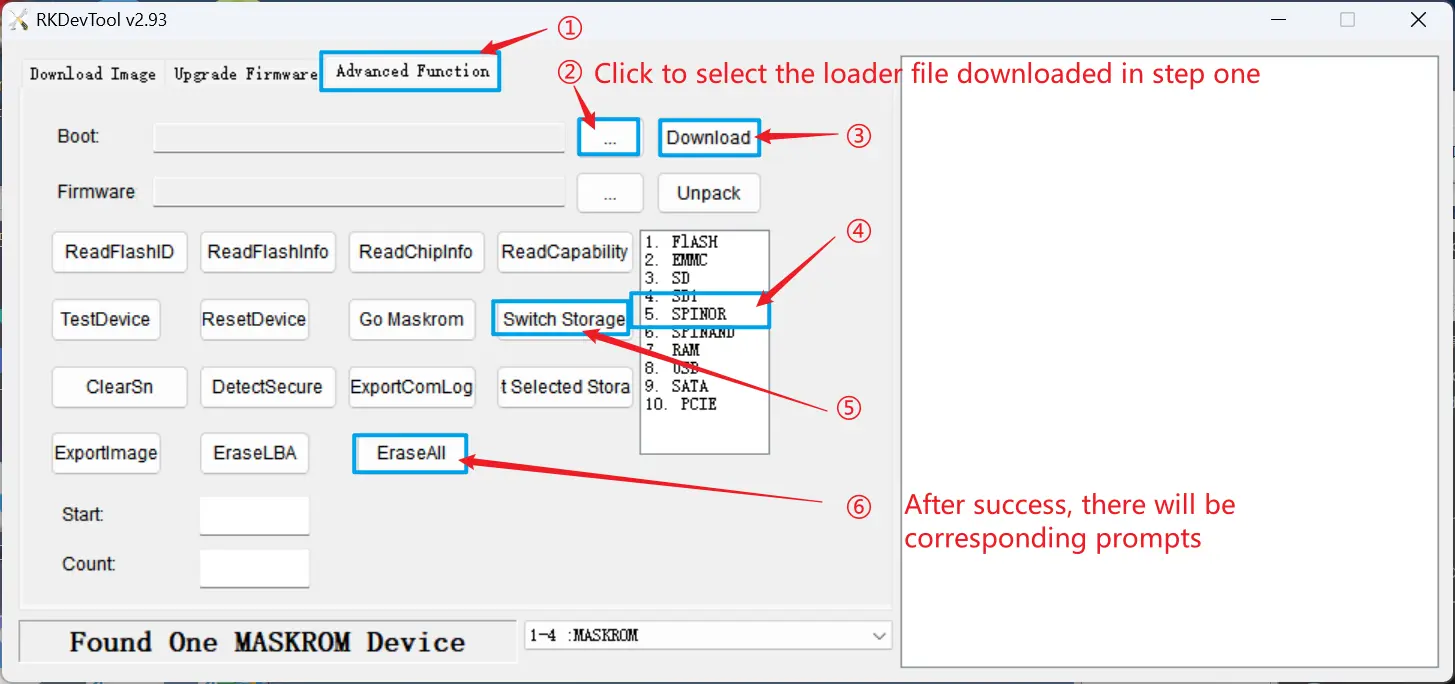 RKDevTool v2.93
①
Download Image
Upgrade Firmware
Advanced Function
② Click to select the loader file downloaded in step one
Boot:
...
Download
③
Firmware
...
Unpack
④
ReadFlashID
ReadFlashInfo
ReadChipInfo
ReadCapability
1. FlASH
2. EMMC
3. SD
4. SD1
5. SPINOR
6. SPINAND
7. RAM
8. USB
9. SATA
10. PCIE
TestDevice
ResetDevice
Go Maskrom
Switch Storage
ClearSn
DetectSecure
ExportComLog
t Selected Stora
⑤
ExportImage
EraseLBA
EraseAll
⑥ After success, there will be
corresponding prompts
Start:
Count:
Found One MASKROM Device
1-4 :MASKROM